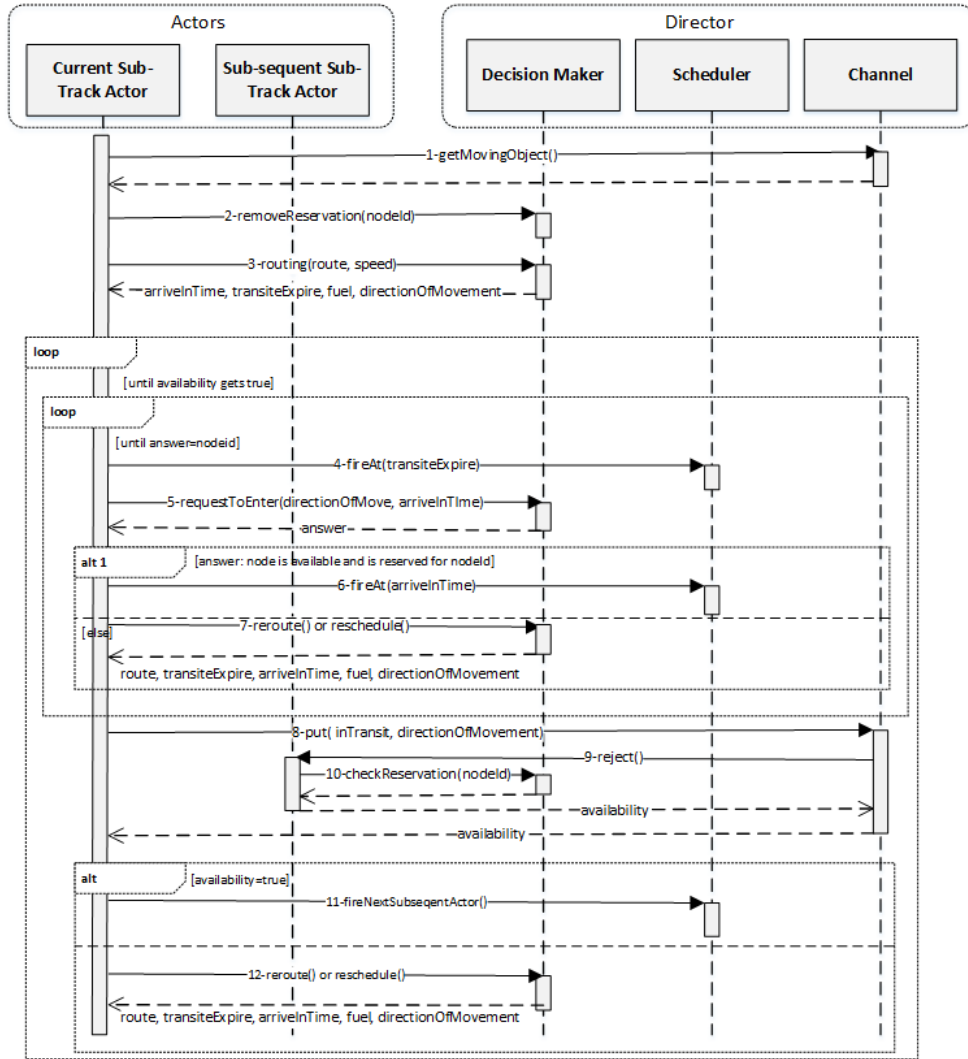 Actors
Director
Current Sub-
Track Actor
Sub-sequent Sub-
Track Actor
Decision Maker
Scheduler
Channel
1-getMovingObject()
2-removeReservation(nodeId)
3-routing(route, speed)
arriveInTime, transiteExpire, fuel, directionOfMovement
loop
[until availability gets true]
loop
[until answer=nodeid]
4-fireAt(transiteExpire)
5-requestToEnter(directionOfMove, arriveInTIme)
answer
alt 1
[answer: node is available and is reserved for nodeId]
6-fireAt(arriveInTime)
[else]
7-reroute() or reschedule()
route, transiteExpire, arriveInTime, fuel, directionOfMovement
8-put( inTransit, directionOfMovement)
9-reject()
10-checkReservation(nodeId)
availability
availability
alt
[availability=true]
11-fireNextSubseqentActor()
12-reroute() or reschedule()
route, transiteExpire, arriveInTime, fuel, directionOfMovement